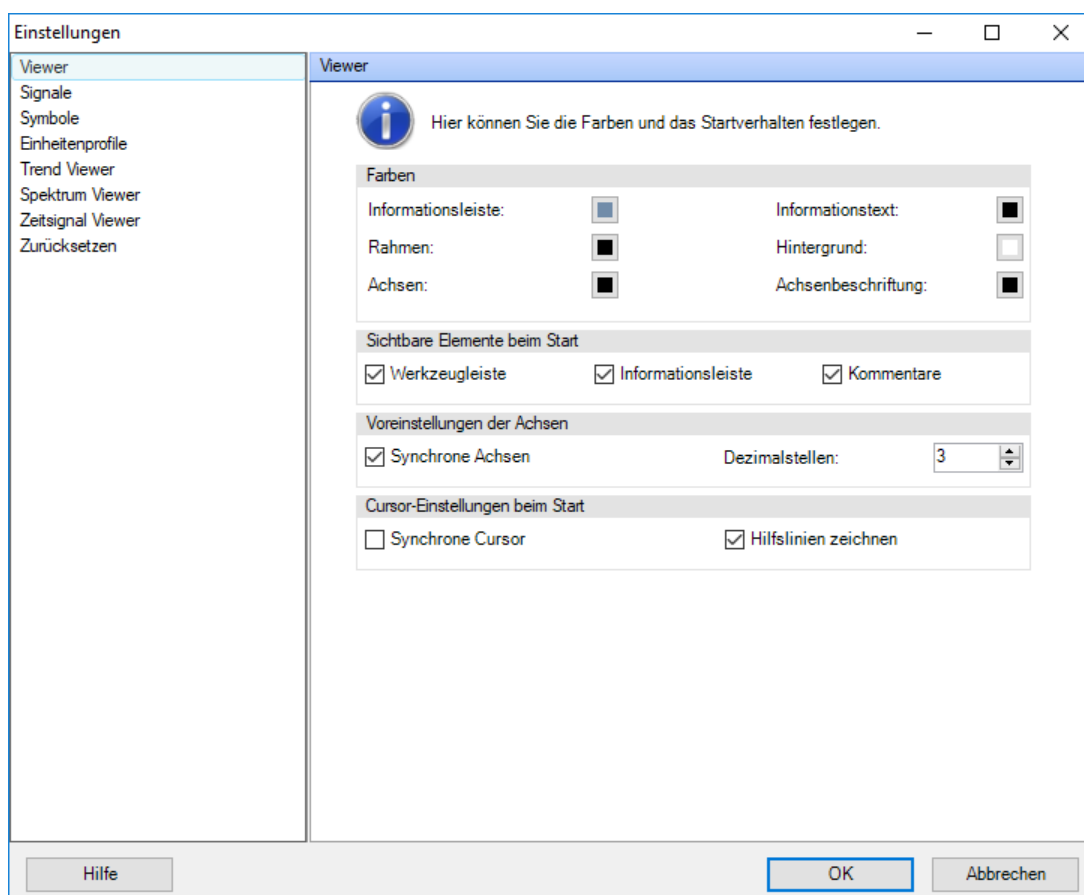 Einstellungen
Viewer
Signale
Symbole
Einheitenprofile
Trend Viewer
Spektrum Viewer
Zeitsignal Viewer
Zurücksetzen
Viewer
Hier können Sie die Farben und das Startverhalten festlegen.
Farben
Informationsleiste: Informationstext:
Rahmen: Hintergrund:
Achsen: Achsenbeschriftung:
Sichtbare Elemente beim Start
Werkzeugleiste Informationsleiste Kommentare
Voreinstellungen der Achsen
Synchrone Achsen Dezimalstellen: 3
Cursor-Einstellungen beim Start
Synchrone Cursor Hilfslinien zeichnen
Hilfe OK Abbrechen